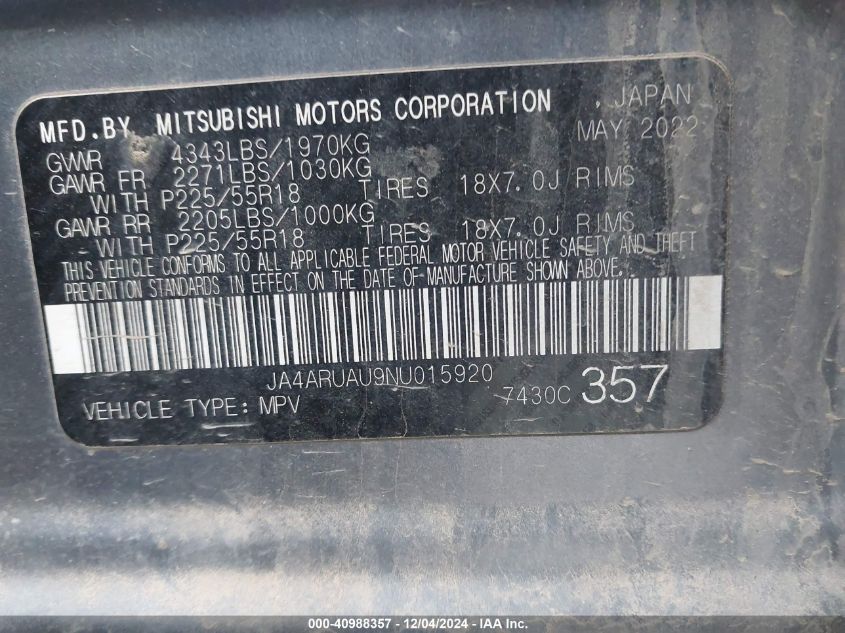 MFD.BY MITSUBISHI MOTORS CORPORATION , JAPAN
MAY 2022
GVWR 4343LBS/1970KG
GAWR FR 2271LBS/1030KG
WITH P225/55R18 TIRES 18X7.0J RIMS
GAWR RR 2205LBS/1000KG
WITH P225/55R18 TIRES 18X7.0J RIMS
THIS VEHICLE CONFORMS TO ALL APPLICABLE FEDERAL MOTOR VEHICLE SAFETY AND THEFT
PREVENTION STANDARDS IN EFFECT ON THE DATE OF MANUFACTURE SHOWN ABOVE.
JA4ARUAU9NU015920
VEHICLE TYPE: MPV 7430C 357
000-40988357 - 12/04/2024 - IAA Inc.